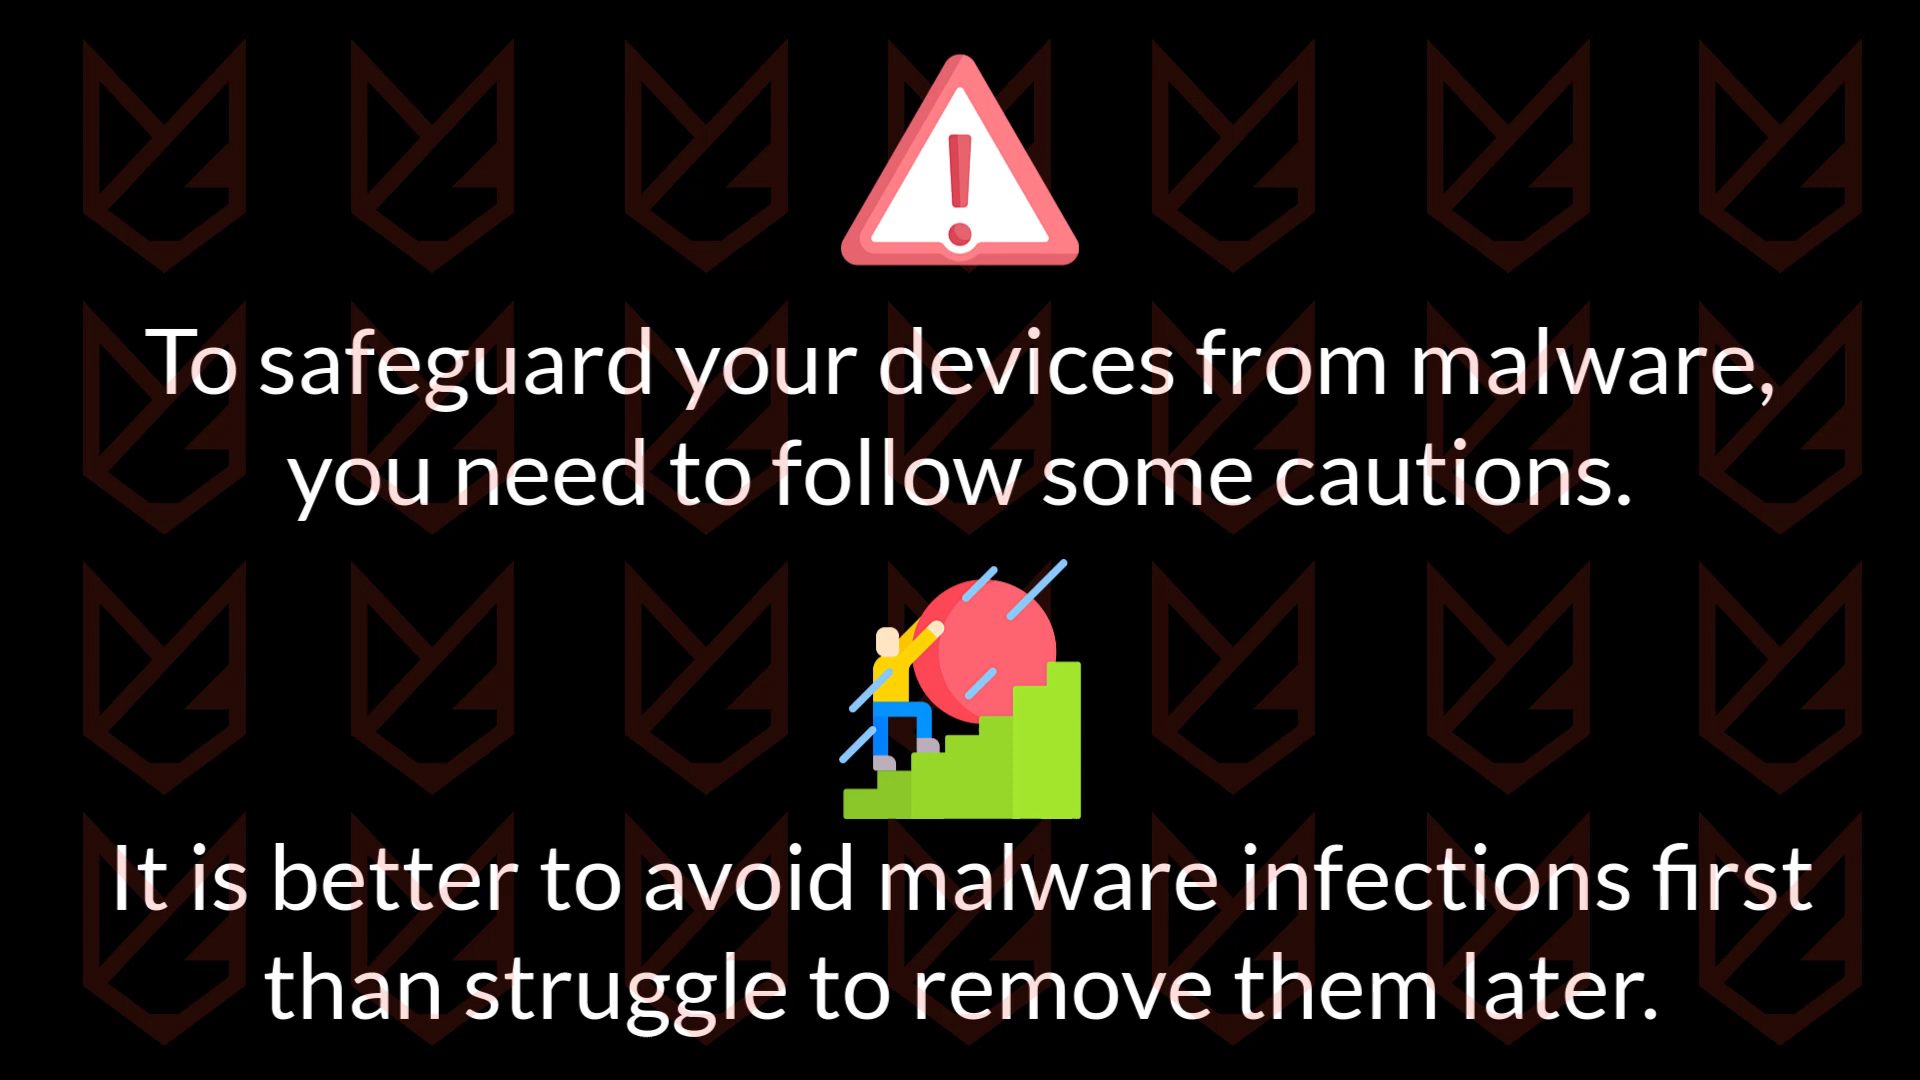 To safeguard your devices from malware,
you need to follow some cautions.
It is better to avoid malware infections first
than struggle to remove them later.